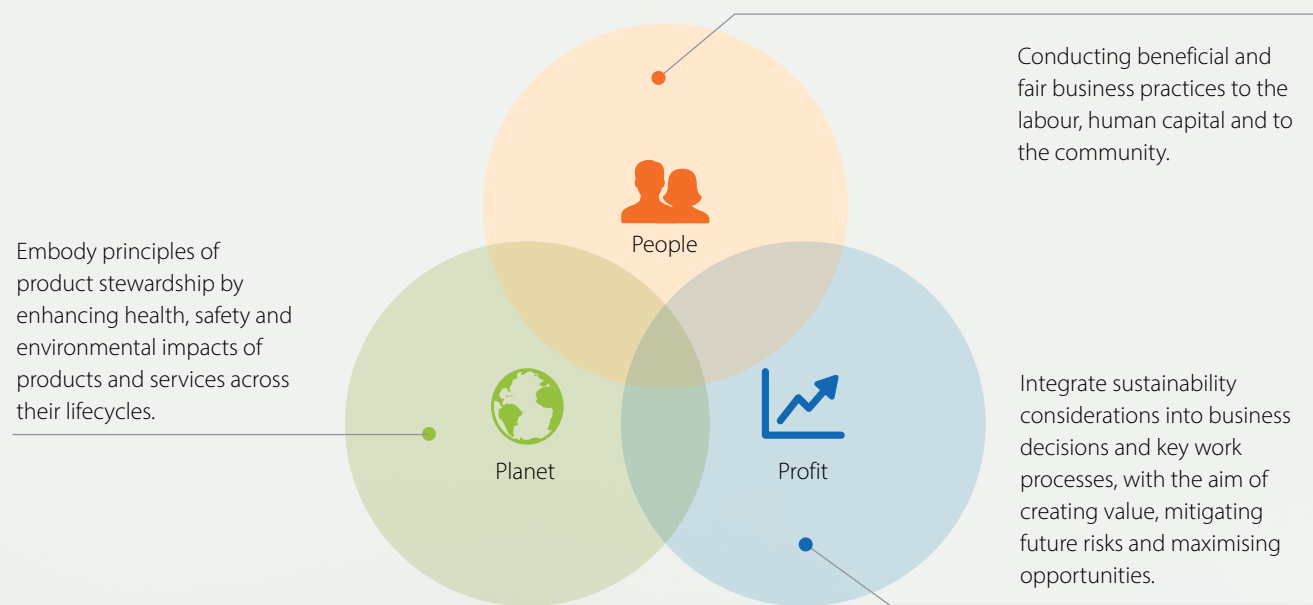 Conducting beneficial and
fair business practices to the
labour, human capital and to
the community.
People
Embody principles of
product stewardship by
enhancing health, safety and
environmental impacts of
products and services across
their lifecycles.
Planet
Profit
Integrate sustainability
considerations into business
decisions and key work
processes, with the aim of
creating value, mitigating
future risks and maximising
opportunities.